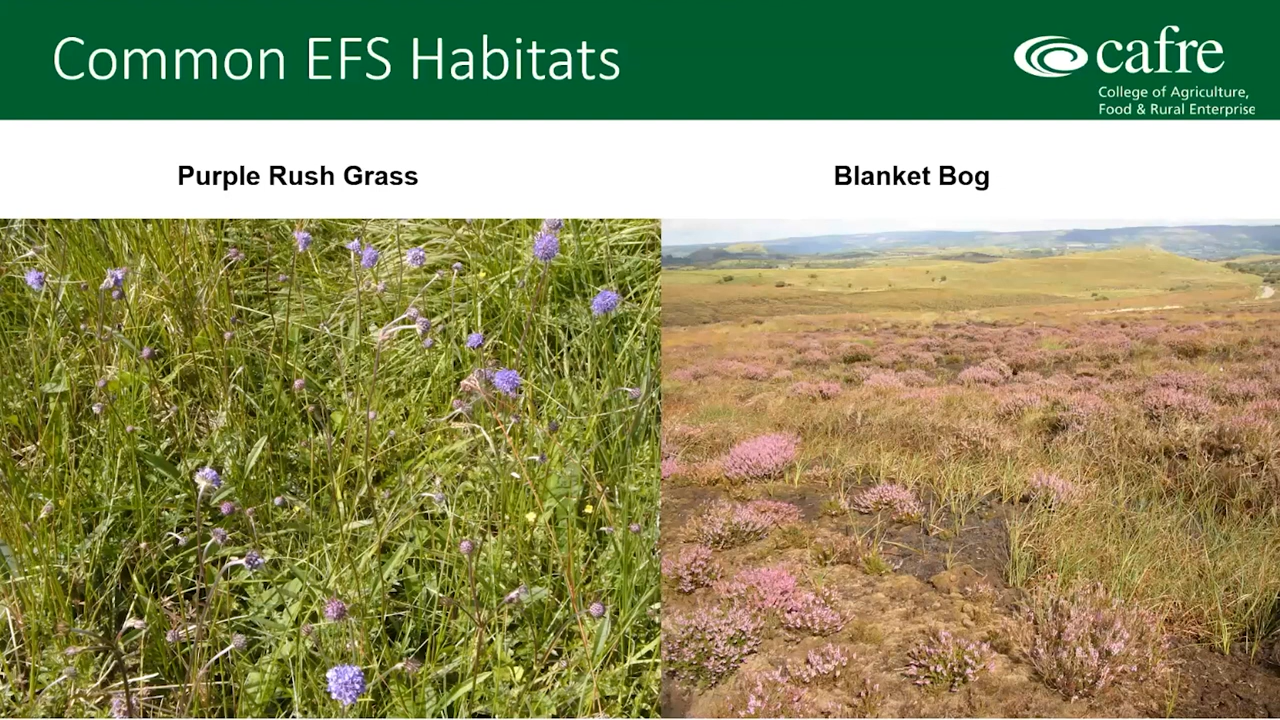 Common EFS Habitats
cafre
College of Agriculture,
Food & Rural Enterprise
Purple Rush Grass
Blanket Bog